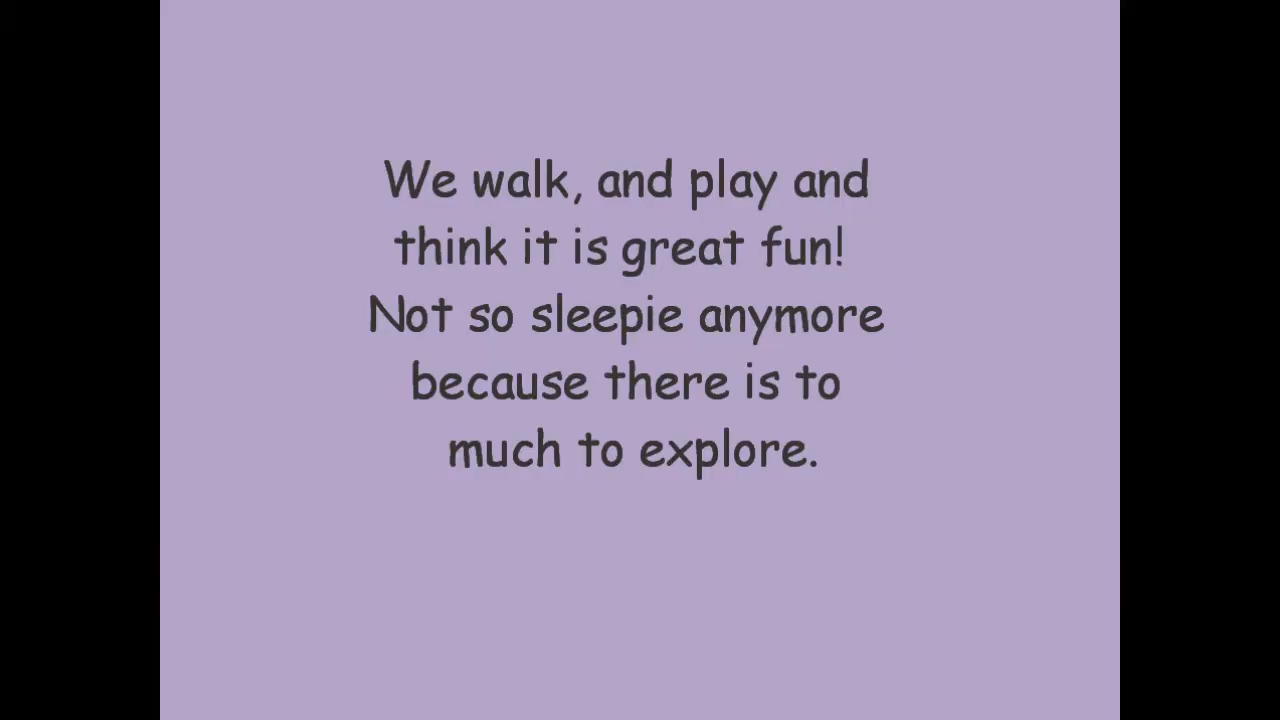 We walk, and play and
think it is great fun!
Not so sleepie anymore
because there is to
much to explore.